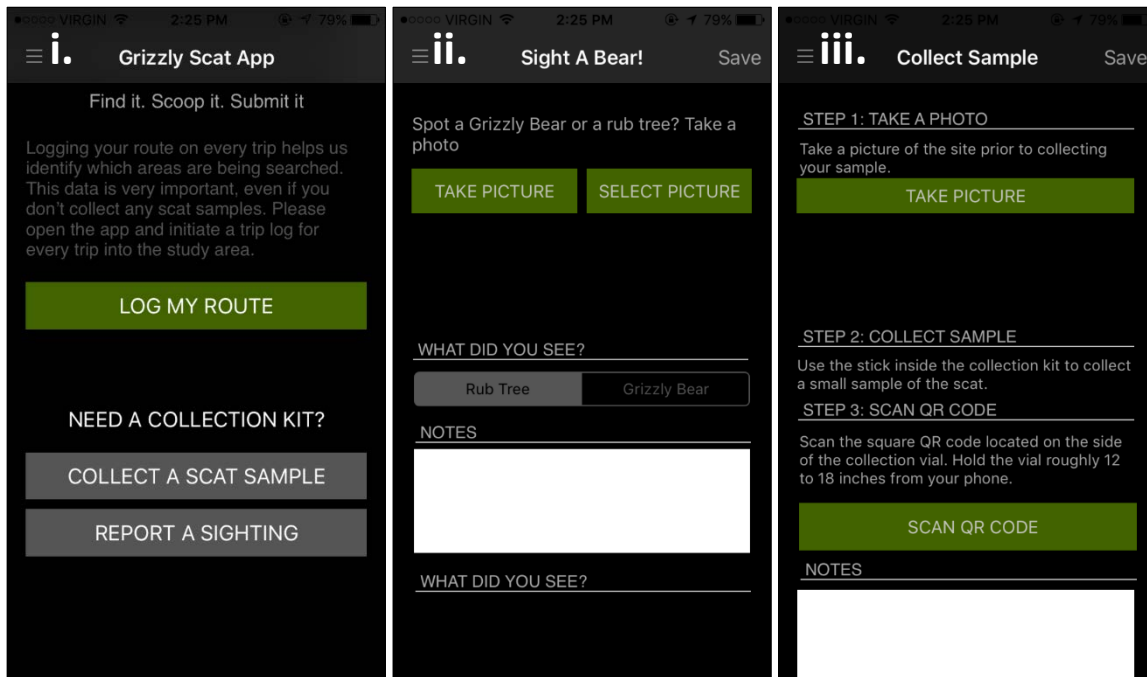 ●○○○○ VIRGIN 2:25 PM 79%
i. Grizzly Scat App
Find it. Scoop it. Submit it
Logging your route on every trip helps us
identify which areas are being searched.
This data is very important, even if you
don't collect any scat samples. Please
open the app and initiate a trip log for
every trip into the study area.
LOG MY ROUTE
NEED A COLLECTION KIT?
COLLECT A SCAT SAMPLE
REPORT A SIGHTING
●○○○○ VIRGIN 2:25 PM 79%
ii. Sight A Bear! Save
Spot a Grizzly Bear or a rub tree? Take a
photo
TAKE PICTURE SELECT PICTURE
WHAT DID YOU SEE?
Rub Tree Grizzly Bear
NOTES
WHAT DID YOU SEE?
●○○○○ VIRGIN 2:25 PM 79%
iii. Collect Sample Save
STEP 1: TAKE A PHOTO
Take a picture of the site prior to collecting
your sample.
TAKE PICTURE
STEP 2: COLLECT SAMPLE
Use the stick inside the collection kit to collect
a small sample of the scat.
STEP 3: SCAN QR CODE
Scan the square QR code located on the side
of the collection vial. Hold the vial roughly 12
to 18 inches from your phone.
SCAN QR CODE
NOTES